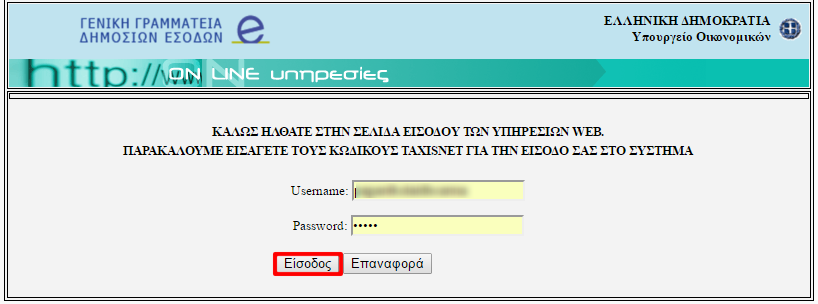 ΓΕΝΙΚΗ ΓΡΑΜΜΑΤΕΙΑ
ΔΗΜΟΣΙΩΝ ΕΣΟΔΩΝ
e
ΕΛΛΗΝΙΚΗ ΔΗΜΟΚΡΑΤΙΑ
Υπουργείο Οικονομικών
http://www
ON LINE υπηρεσίες
ΚΑΛΩΣ ΗΛΘΑΤΕ ΣΤΗΝ ΣΕΛΙΔΑ ΕΙΣΟΔΟΥ ΤΩΝ ΥΠΗΡΕΣΙΩΝ WEB.
ΠΑΡΑΚΑΛΟΥΜΕ ΕΙΣΑΓΕΤΕ ΤΟΥΣ ΚΩΔΙΚΟΥΣ TAXISNET ΓΙΑ ΤΗΝ ΕΙΣΟΔΟ ΣΑΣ ΣΤΟ ΣΥΣΤΗΜΑ
Username:
Password: •••••
Είσοδος Επαναφορά